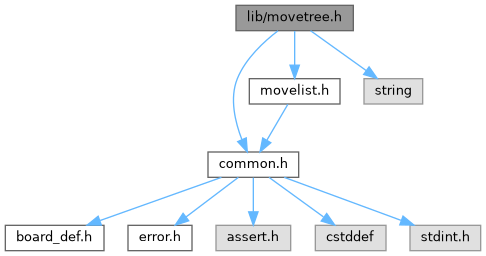 lib/movetree.h
movelist.h
string
common.h
board_def.h
error.h
assert.h
cstddef
stdint.h